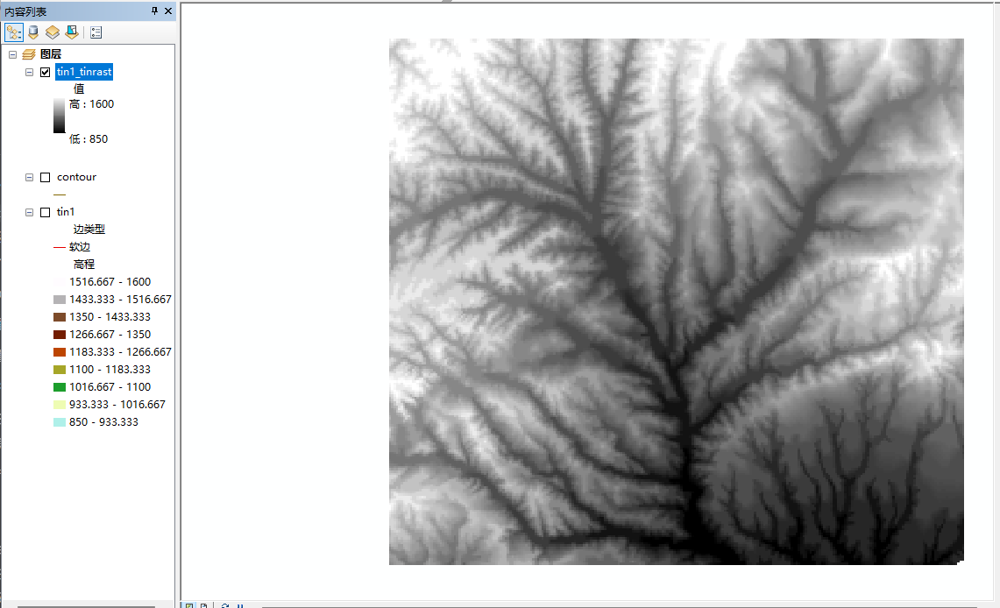 内容列表
图层
tin1_tinrast
值
高 : 1600
低 : 850
contour
tin1
边类型
软边
高程
1516.667 - 1600
1433.333 - 1516.667
1350 - 1433.333
1266.667 - 1350
1183.333 - 1266.667
1100 - 1183.333
1016.667 - 1100
933.333 - 1016.667
850 - 933.333